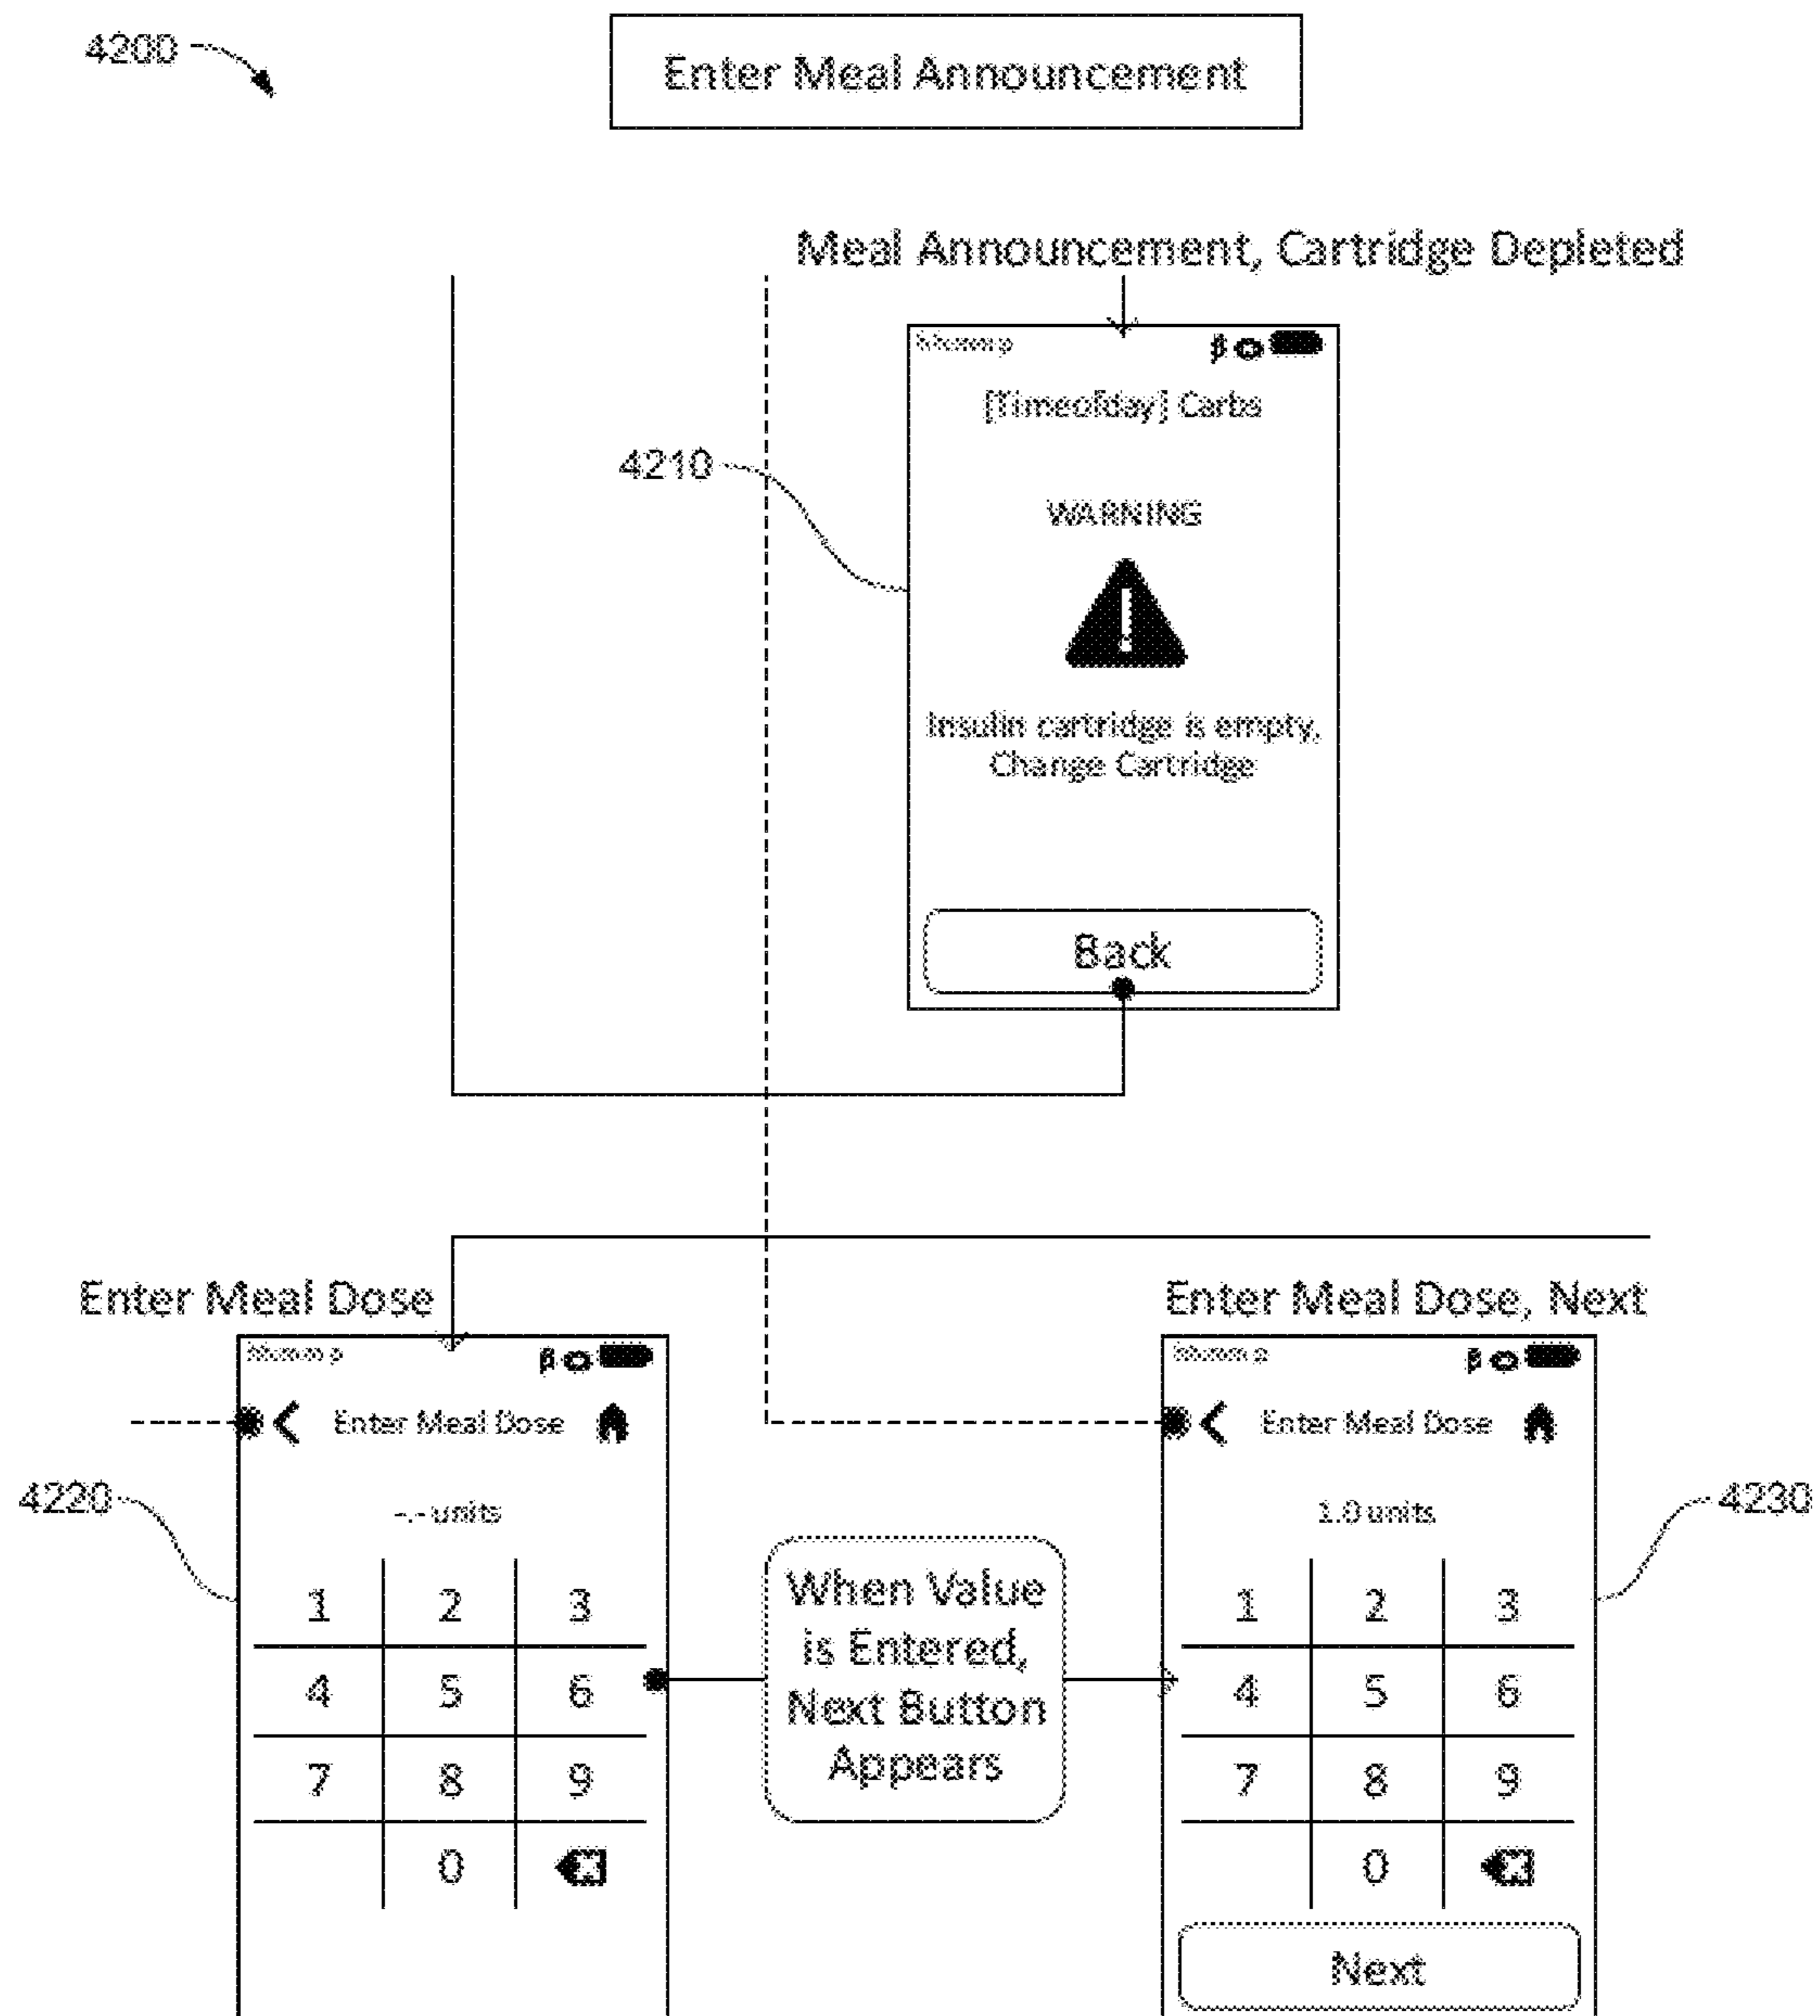 4200
Enter Meal Announcement
Meal Announcement, Cartridge Depleted
β
[Timeofday] Carbs
4210
WARNING
Insulin cartridge is empty,
Change Cartridge
Back
Enter Meal Dose
β
Enter Meal Dose
4220
-.- units
1 2 3
4 5 6
7 8 9
0
When Value
is Entered,
Next Button
Appears
Enter Meal Dose, Next
β
Enter Meal Dose
1.0 units
4230
1 2 3
4 5 6
7 8 9
0
Next